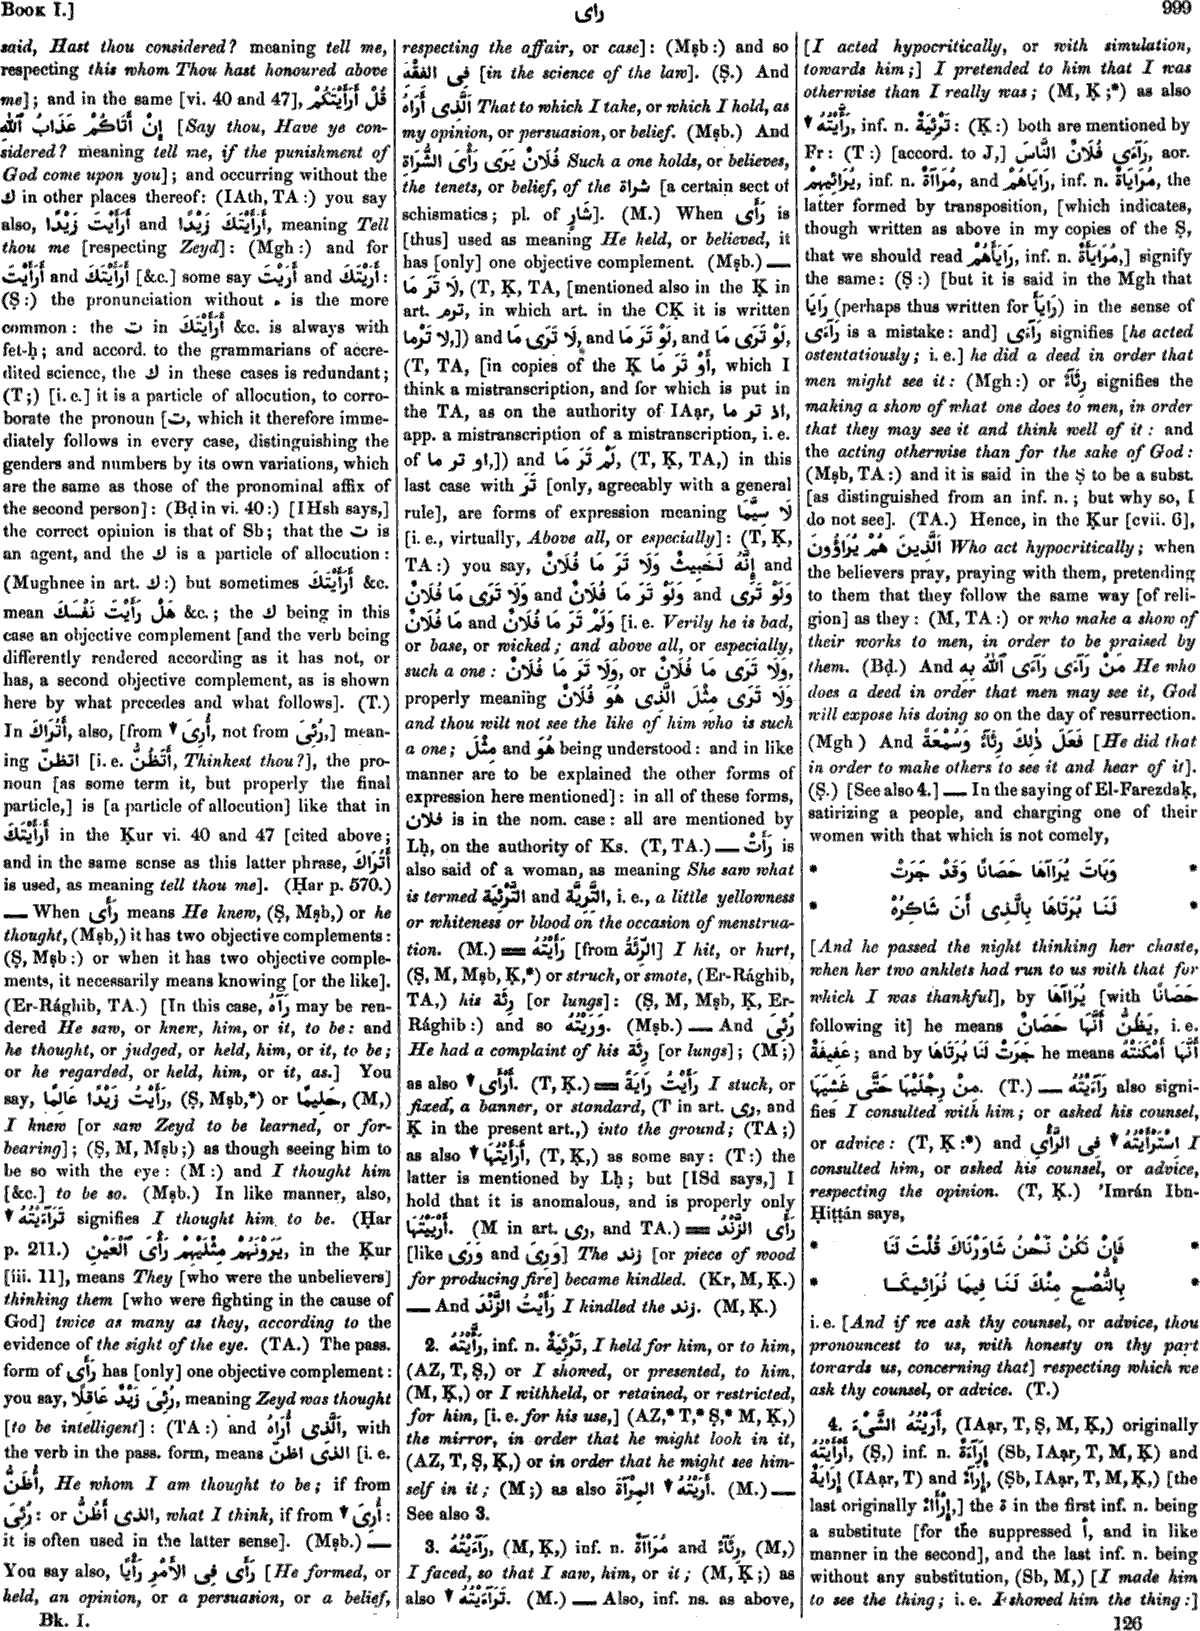 Book I.]
رأى
999
said, Hast thou considered? meaning tell me,
respecting this whom Thou hast honoured above
me]; and in the same [vi. 40 and 47], قُلْ أَرَأَيْتَكُمْ
إِنْ أَتَاكُمْ عَذَابُ ٱللّٰهِ [Say thou, Have ye con-
sidered? meaning tell me, if the punishment of
God come upon you]; and occurring without the
ك in other places thereof: (IAth, TA:) you say
also, أَرَأَيْتَ زَيْدًا and أَرَأَيْتَكَ زَيْدًا, meaning Tell
thou me [respecting Zeyd]: (Mgh:) and for
أَرَأَيْتَ and أَرَأَيْتَكَ [&c.] some say أَرَيْتَ and أَرَيْتَكَ:
(Ṣ:) the pronunciation without ء is the more
common: the ت in أَرَأَيْتَكَ &c. is always with
fet-ḥ; and accord. to the grammarians of accre-
dited science, the ك in these cases is redundant;
(T;) [i. e.] it is a particle of allocution, to corro-
borate the pronoun [ت, which it therefore imme-
diately follows in every case, distinguishing the
genders and numbers by its own variations, which
are the same as those of the pronominal affix of
the second person]: (Bḍ in vi. 40:) [IHsh says,]
the correct opinion is that of Sb; that the ت is
an agent, and the ك is a particle of allocution:
(Mughnee in art. ك:) but sometimes أَرَأَيْتَكَ &c.
mean هَلْ رَأَيْتَ نَفْسَكَ &c.; the ك being in this
case an objective complement [and the verb being
differently rendered according as it has not, or
has, a second objective complement, as is shown
here by what precedes and what follows]. (T.)
In أَتُرَاكَ, also, [from ▼ أُرِىَ, not from رُئِىَ,] mean-
ing اتظنّ [i. e. أَتَظُنُّ, Thinkest thou?], the pro-
noun [as some term it, but properly the final
particle,] is [a particle of allocution] like that in
أَرَأَيْتَكَ in the Ḳur vi. 40 and 47 [cited above;
and in the same sense as this latter phrase, أَتُرَاكَ
is used, as meaning tell thou me]. (Ḥar p. 570.)
— When رَأَى means He knew, (Ṣ, Mṣb,) or he
thought, (Mṣb,) it has two objective complements:
(Ṣ, Mṣb:) or when it has two objective comple-
ments, it necessarily means knowing [or the like].
(Er-Rághib, TA.) [In this case, رَآهُ may be ren-
dered He saw, or knew, him, or it, to be: and
he thought, or judged, or held, him, or it, to be;
or he regarded, or held, him, or it, as.] You
say, رَأَيْتُ زَيْدًا عَالِمًا, (Ṣ, Mṣb,*) or حَلِيمًا, (M,)
I knew [or saw Zeyd to be learned, or for-
bearing]; (Ṣ, M, Mṣb;) as though seeing him to
be so with the eye: (M:) and I thought him
[&c.] to be so. (Mṣb.) In like manner, also,
▼ تَرَآءَيْتُهُ signifies I thought him to be. (Ḥar
p. 211.) يَرَوْنَهُمْ مِثْلَيْهِمْ رَأْىَ ٱلْعَيْنِ, in the Ḳur
[iii. 11], means They [who were the unbelievers]
thinking them [who were fighting in the cause of
God] twice as many as they, according to the
evidence of the sight of the eye. (TA.) The pass.
form of رَأَى has [only] one objective complement:
you say, رُئِىَ زَيْدٌ عَاقِلًا, meaning Zeyd was thought
[to be intelligent]: (TA:) and ٱلَّذِى أُرَاهُ, with
the verb in the pass. form, means الذى اظنّ [i. e.
أُظَنُّ, He whom I am thought to be; if from
رُئِىَ: or الذى أَظُنُّ, what I think, if from ▼ أُرِىَ:
it is often used in the latter sense]. (Mṣb.) —
You say also, رَأَى فِى الأَمْرِ رَأْيًا [He formed, or
held, an opinion, or a persuasion, or a belief,
Bk. I.
respecting the affair, or case]: (Mṣb:) and so
فِى الفِقْهِ [in the science of the law]. (Ṣ.) And
ٱلَّذِى أَرَاهُ That to which I take, or which I hold, as
my opinion, or persuasion, or belief. (Mṣb.) And
فُلَانٌ يَرَى رَأْىَ الشُّرَاةِ Such a one holds, or believes,
the tenets, or belief, of the شراة [a certain sect of
schismatics; pl. of شَارٍ]. (M.) When رَأَى is
[thus] used as meaning He held, or believed, it
has [only] one objective complement. (Mṣb.) —
لَا تَرَ مَا, (T, Ḳ, TA, [mentioned also in the Ḳ in
art. ترم, in which art. in the CḲ it is written
لا تَرْما,]) and لَا تَرَى مَا, and لَوْ تَرَ مَا, and لَوْ تَرَى مَا,
(T, TA, [in copies of the Ḳ أَوْ تَرَ مَا, which I
think a mistranscription, and for which is put in
the TA, as on the authority of IAạr, اذ تر ما,
app. a mistranscription of a mistranscription, i. e.
of او تر ما,]) and لَمْ تَرَ مَا, (T, Ḳ, TA,) in this
last case with تَرَ [only, agreeably with a general
rule], are forms of expression meaning لَا سِيَّمَا
[i. e., virtually, Above all, or especially]: (T, Ḳ,
TA:) you say, إِنَّهُ لَخَبِيثٌ وَلَا تَرَ مَا فُلَانٌ and
وَلَا تَرَى مَا فُلَانٌ and وَلَوْ تَرَ مَا فُلَانٌ and وَلَوْ تَرَى
مَا فُلَانٌ and وَلَمْ تَرَ مَا فُلَانٌ [i. e. Verily he is bad,
or base, or wicked; and above all, or especially,
such a one: وَلَا تَرَ مَا فُلَانٌ, or وَلَا تَرَى مَا فُلَانٌ,
properly meaning وَلَا تَرَى مِثْلَ الَّذِى هُوَ فُلَانٌ
and thou wilt not see the like of him who is such
a one; مِثْلَ and هُوَ being understood: and in like
manner are to be explained the other forms of
expression here mentioned]: in all of these forms,
فلان is in the nom. case: all are mentioned by
Lḥ, on the authority of Ks. (T, TA.) — رَأَتْ is
also said of a woman, as meaning She saw what
is termed التَّرْئِيَة and التَّرِيَّة, i. e., a little yellowness
or whiteness or blood on the occasion of menstrua-
tion. (M.) = رَأَيْتُهُ [from الرِّئَةُ] I hit, or hurt,
(Ṣ, M, Mṣb, Ḳ,*) or struck, or smote, (Er-Rághib,
TA,) his رِئَة [or lungs]: (Ṣ, M, Mṣb, Ḳ, Er-
Rághib:) and so وَرَيْتُهُ. (Mṣb.) — And رُئِىَ
He had a complaint of his رِئَة [or lungs]; (M;)
as also ▼ أَرْأَى. (T, Ḳ.) = رَأَيْتُ رَايَةً I stuck, or
fixed, a banner, or standard, (T in art. رى, and
Ḳ in the present art.,) into the ground; (TA;)
as also ▼ أَرْأَيْتُهَا, (T, Ḳ,) as some say: (T:) the
latter is mentioned by Lḥ; but [ISd says,] I
hold that it is anomalous, and is properly only
أَرْيَيْتُهَا. (M in art. رى, and TA.) = رَأَى الزَّنْدُ
[like وَرَى and وَرِىَ] The زند [or piece of wood
for producing fire] became kindled. (Kr, M, Ḳ.)
— And رَأَيْتُ الزَّنْدَ I kindled the زند. (M, Ḳ.)
2. رَأَّيْتُهُ, inf. n. تَرْئِيَةٌ, I held for him, or to him,
(AZ, T, Ṣ,) or I showed, or presented, to him,
(M, Ḳ,) or I withheld, or retained, or restricted,
for him, [i. e. for his use,] (AZ,* T,* Ṣ,* M, Ḳ,)
the mirror, in order that he might look in it,
(AZ, T, Ṣ, Ḳ,) or in order that he might see him-
self in it; (M;) as also ▼ أَرَيْتُهُ المِرْآةَ. (M.) —
See also 3.
3. رَآءَيْتُهُ, (M, Ḳ,) inf. n. مُرَاآةٌ and رِئَآءٌ, (M,)
I faced, so that I saw, him, or it; (M, Ḳ;) as
also ▼ تَرَآءَيْتُهُ. (M.) — Also, inf. ns. as above,
[I acted hypocritically, or with simulation,
towards him;] I pretended to him that I was
otherwise than I really was; (M, Ḳ;*) as also
▼ رَأَّيْتُهُ, inf. n. تَرْئِيَةٌ: (Ḳ:) both are mentioned by
Fr: (T:) [accord. to J,] رَآءَى فُلَانٌ النَّاسَ, aor.
يُرَائِيهِمْ, inf. n. مُرَاآةٌ, and رَايَاهُمْ, inf. n. مُرَايَاةٌ, the
latter formed by transposition, [which indicates,
though written as above in my copies of the Ṣ,
that we should read رَايَأَهُمْ, inf. n. مُرَايَأَةٌ,] signify
the same: (Ṣ:) [but it is said in the Mgh that
رَايَا (perhaps thus written for رَايَأَ) in the sense of
رَآءَى is a mistake: and] رَآءَى signifies [he acted
ostentatiously; i. e.] he did a deed in order that
men might see it: (Mgh:) or رِئَآءٌ signifies the
making a show of what one does to men, in order
that they may see it and think well of it: and
the acting otherwise than for the sake of God:
(Mṣb, TA:) and it is said in the Ṣ to be a subst.
[as distinguished from an inf. n.; but why so, I
do not see]. (TA.) Hence, in the Ḳur [cvii. 6],
ٱلَّذِينَ هُمْ يُرَاؤُونَ Who act hypocritically; when
the believers pray, praying with them, pretending
to them that they follow the same way [of reli-
gion] as they: (M, TA:) or who make a show of
their works to men, in order to be praised by
them. (Bḍ.) And مَنْ رَآءَى رَآءَى ٱللّٰهُ بِهِ He who
does a deed in order that men may see it, God
will expose his doing so on the day of resurrection.
(Mgh ) And فَعَلَ ذٰلِكَ رِئَآءً وَسُمْعَةً [He did that
in order to make others to see it and hear of it].
(Ṣ.) [See also 4.] — In the saying of El-Farezdaḳ,
satirizing a people, and charging one of their
women with that which is not comely,
* وَبَاتَ يُرَاآهَا حَصَانًا وَقَدْ جَرَتْ *
* لَنَا بُرَتَاهَا بِالَّذِى أَنَ شَاكِرُهْ *
[And he passed the night thinking her chaste,
when her two anklets had run to us with that for
which I was thankful], by يُرَاآهَا [with حَصَانًا
following it] he means يَظُنُّ أَنَّهَا حَصَانٌ, i. e.
عَفِيفَةٌ; and by جَرَتْ لَنَا بُرَتَاهَا he means أَنَّهَا أَمْكَنَتْهُ
مِنْ رِجْلَيْهَا حَتَّى غَشِيَهَا. (T.) — رَآءَيْتُهُ also signi-
fies I consulted with him; or asked his counsel,
or advice: (T, Ḳ:*) and ▼ اسْتَرْأَيْتُهُ فِى الرَّأْىِ I
consulted him, or asked his counsel, or advice,
respecting the opinion. (T, Ḳ.) 'Imrán Ibn-
Ḥiṭṭán says,
* فَإِنْ نَكُنْ نَحْنُ شَاوَرْنَاكَ قُلْتَ لَنَا *
* بِالنُّصْحِ مِنْكَ لَنَا فِيمَا نُرَائِيكَا *
i. e. [And if we ask thy counsel, or advice, thou
pronouncest to us, with honesty on thy part
towards us, concerning that] respecting which we
ask thy counsel, or advice. (T.)
4. أَرَيْتُهُ الشَّىْءَ, (IAạr, T, Ṣ, M, Ḳ,) originally
أَرْأَيْتُهُ, (Ṣ,) inf. n. إِرَآءَةٌ (Sb, IAạr, T, M, Ḳ) and
إِرَايَةٌ (IAạr, T) and إِرَآءٌ, (Sb, IAạr, T, M, Ḳ,) [the
last originally إِرْأَاءٌ,] the ة in the first inf. n. being
a substitute [for the suppressed أ, and in like
manner in the second], and the last inf. n. being
without any substitution, (Sb, M,) [I made him
to see the thing; i. e. I showed him the thing:]
126